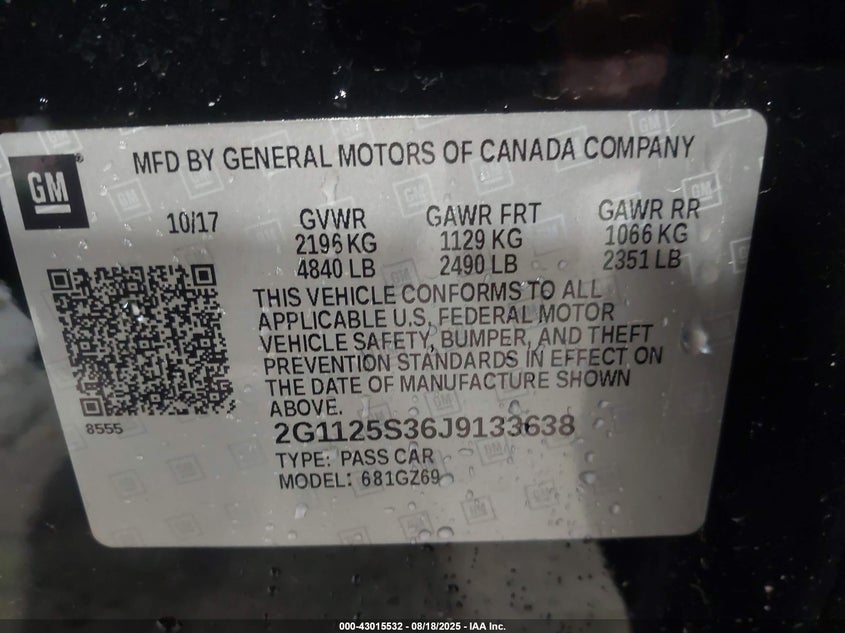 GM
MFD BY GENERAL MOTORS OF CANADA COMPANY
10/17
GVWR
2196 KG
4840 LB
GAWR FRT
1129 KG
2490 LB
GAWR RR
1066 KG
2351 LB
THIS VEHICLE CONFORMS TO ALL
APPLICABLE U.S. FEDERAL MOTOR
VEHICLE SAFETY, BUMPER, AND THEFT
PREVENTION STANDARDS IN EFFECT ON
THE DATE OF MANUFACTURE SHOWN
ABOVE.
8555
2G1125S36J9133638
TYPE: PASS CAR
MODEL: 681GZ69
000-43015532 - 08/18/2025 - IAA Inc.